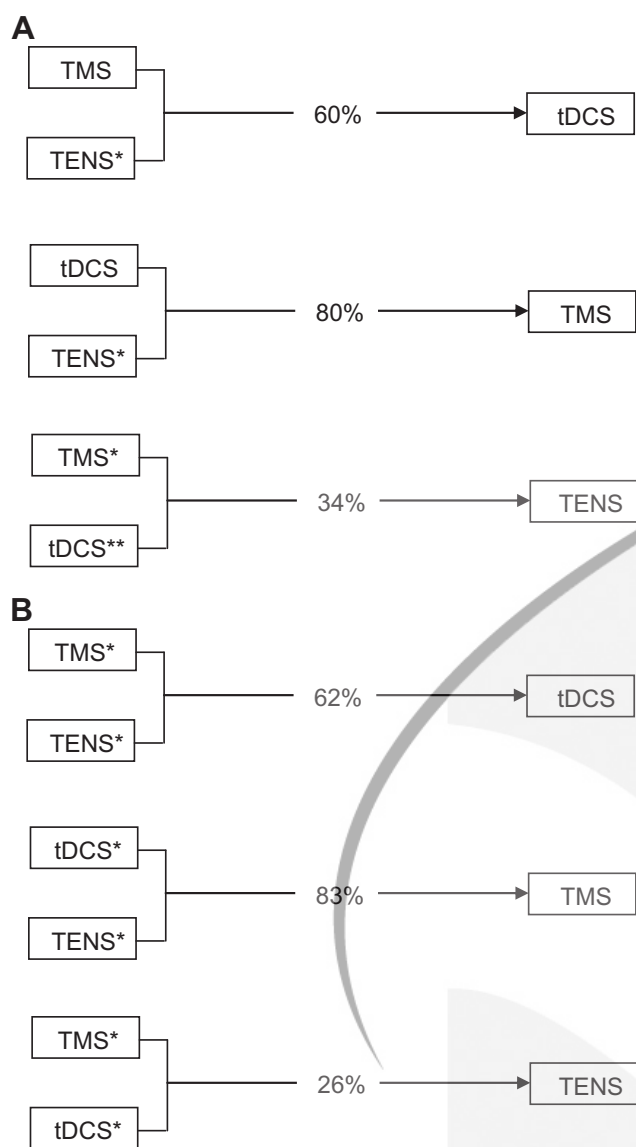 A
TMS
60%
tDCS
TENS*
tDCS
80%
TMS
TENS*
TMS*
34%
TENS
tDCS**
B
TMS*
62%
tDCS
TENS*
tDCS*
83%
TMS
TENS*
TMS*
26%
TENS
tDCS*